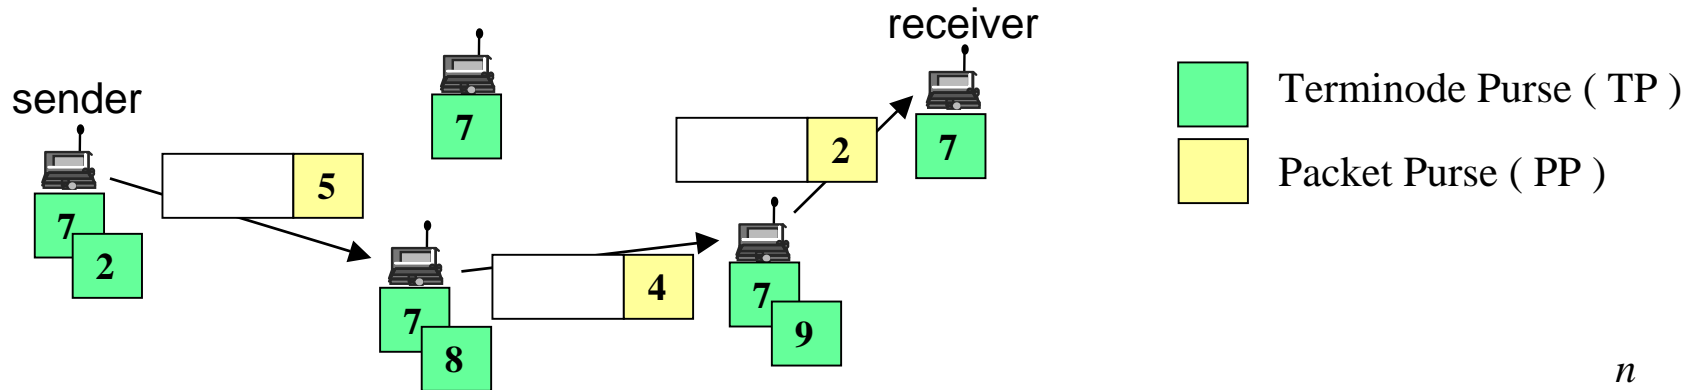 receiver
sender
Terminode Purse ( TP )
7
2
7
5
Packet Purse ( PP )
7
2
7
4
7
9
8
n